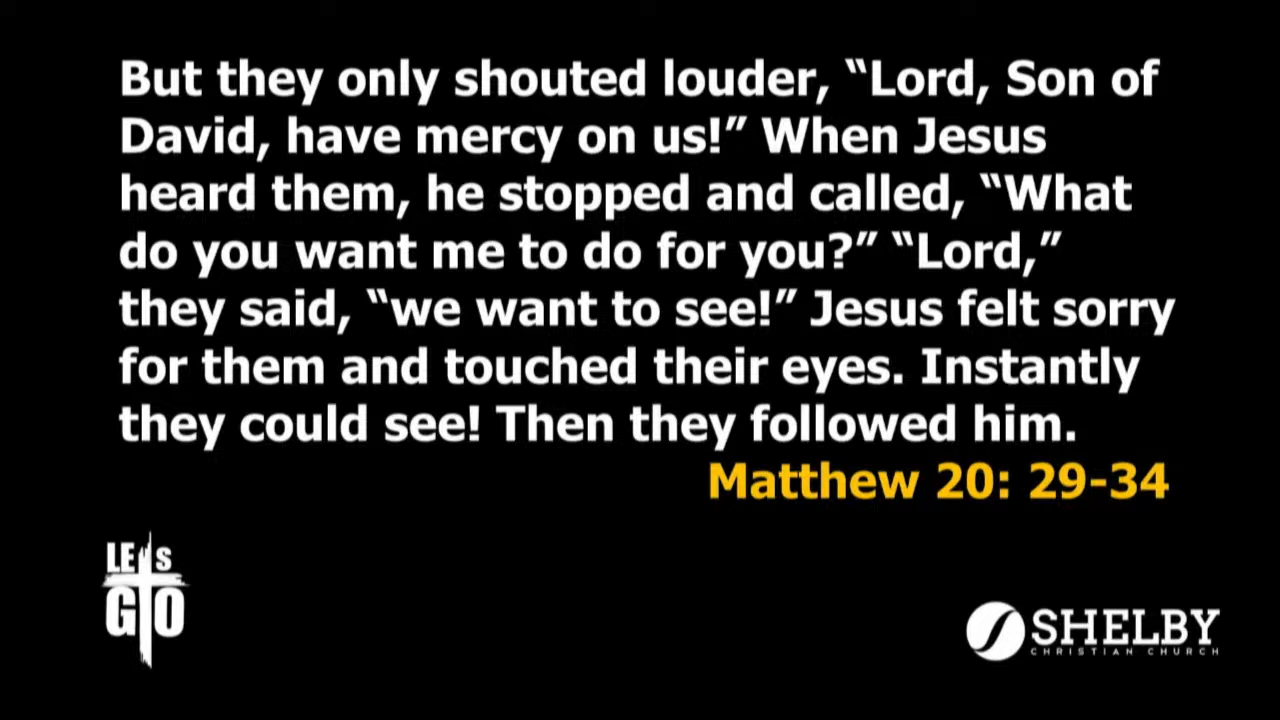 But they only shouted louder, “Lord, Son of
David, have mercy on us!” When Jesus
heard them, he stopped and called, “What
do you want me to do for you?” “Lord,”
they said, “we want to see!” Jesus felt sorry
for them and touched their eyes. Instantly
they could see! Then they followed him.
Matthew 20: 29-34
LETS
GO
SHELBY
CHRISTIAN CHURCH